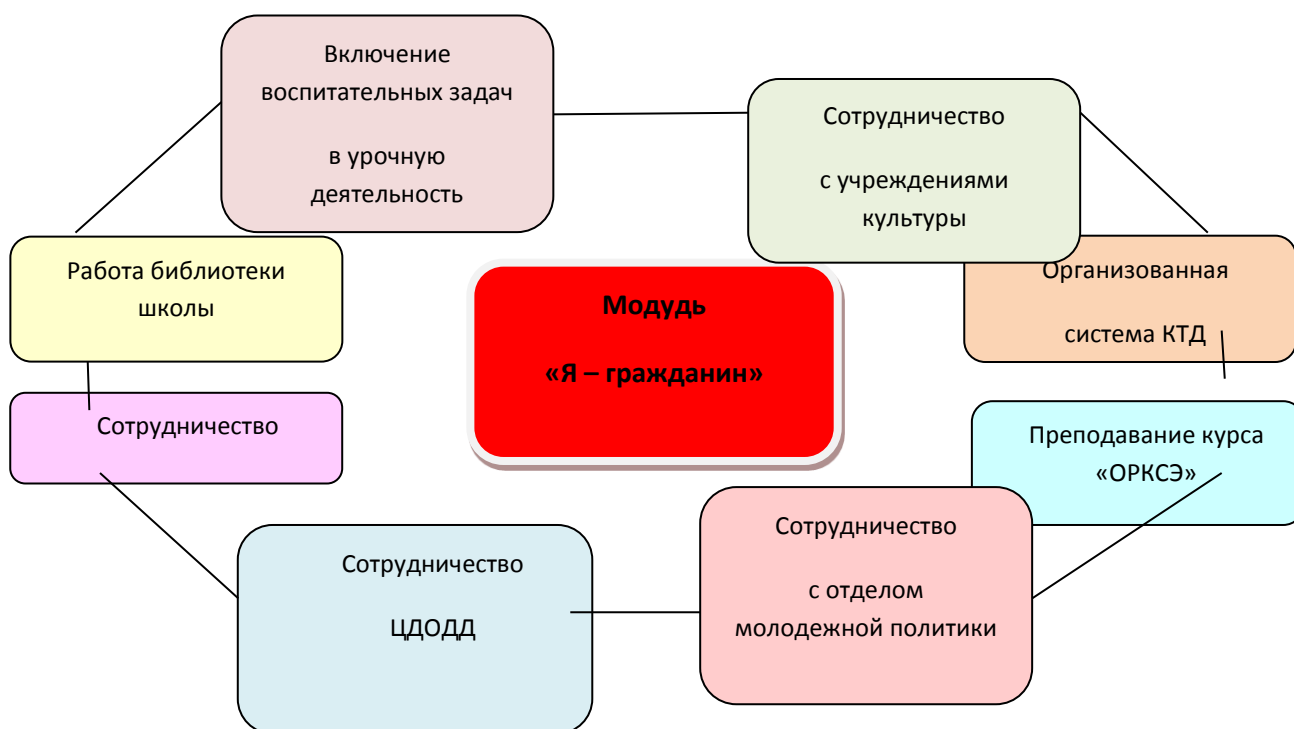 Включение
воспитательных задач
в урочную
деятельность
Сотрудничество
с учреждениями
культуры
Работа библиотеки
школы
Модудь
«Я – гражданин»
Организованная
система КТД
Сотрудничество
Преподавание курса
«ОРКСЭ»
Сотрудничество
ЦДОДД
Сотрудничество
с отделом
молодежной политики